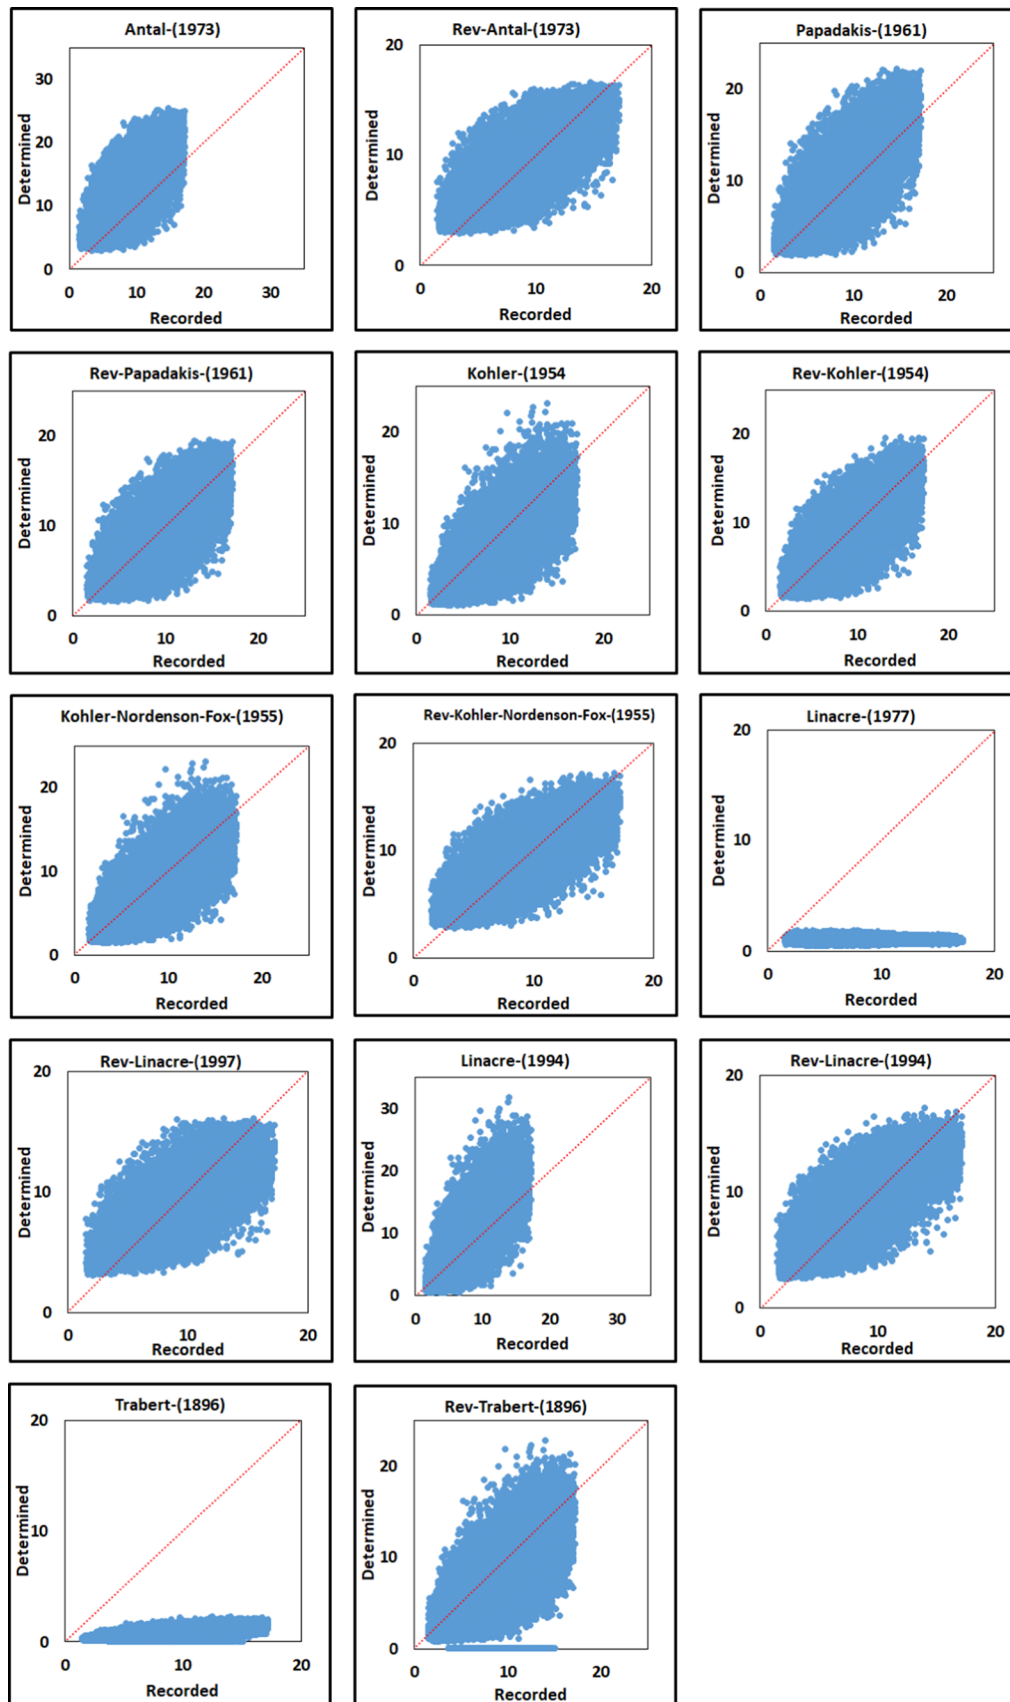 Antal-(1973)
Determined
30
20
10
0
0 10 20 30
Recorded
Rev-Antal-(1973)
Determined
20
10
0
0 10 20
Recorded
Papadakis-(1961)
Determined
20
10
0
0 10 20
Recorded
Rev-Papadakis-(1961)
Determined
20
10
0
0 10 20
Recorded
Kohler-(1954
Determined
20
10
0
0 10 20
Recorded
Rev-Kohler-(1954)
Determined
20
10
0
0 10 20
Recorded
Kohler-Nordenson-Fox-(1955)
Determined
20
10
0
0 10 20
Recorded
Rev-Kohler-Nordenson-Fox-(1955)
Determined
20
10
0
0 10 20
Recorded
Linacre-(1977)
Determined
20
10
0
0 10 20
Recorded
Rev-Linacre-(1997)
Determined
20
10
0
0 10 20
Recorded
Linacre-(1994)
Determined
30
20
10
0
0 10 20 30
Recorded
Rev-Linacre-(1994)
Determined
20
10
0
0 10 20
Recorded
Trabert-(1896)
Determined
20
10
0
0 10 20
Recorded
Rev-Trabert-(1896)
Determined
20
10
0
0 10 20
Recorded